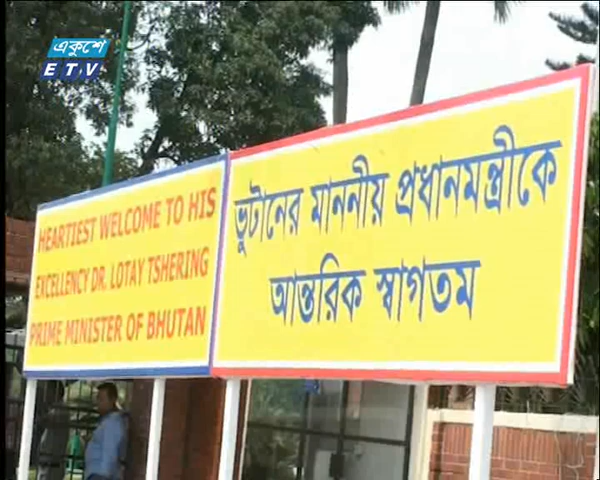 একুশে
ETV
HEARTIEST WELCOME TO HIS
EXCELLENCY DR. LOTAY TSHERING
PRIME MINISTER OF BHUTAN
ভুটানের মাননীয় প্রধানমন্ত্রীকে
আন্তরিক স্বাগতম